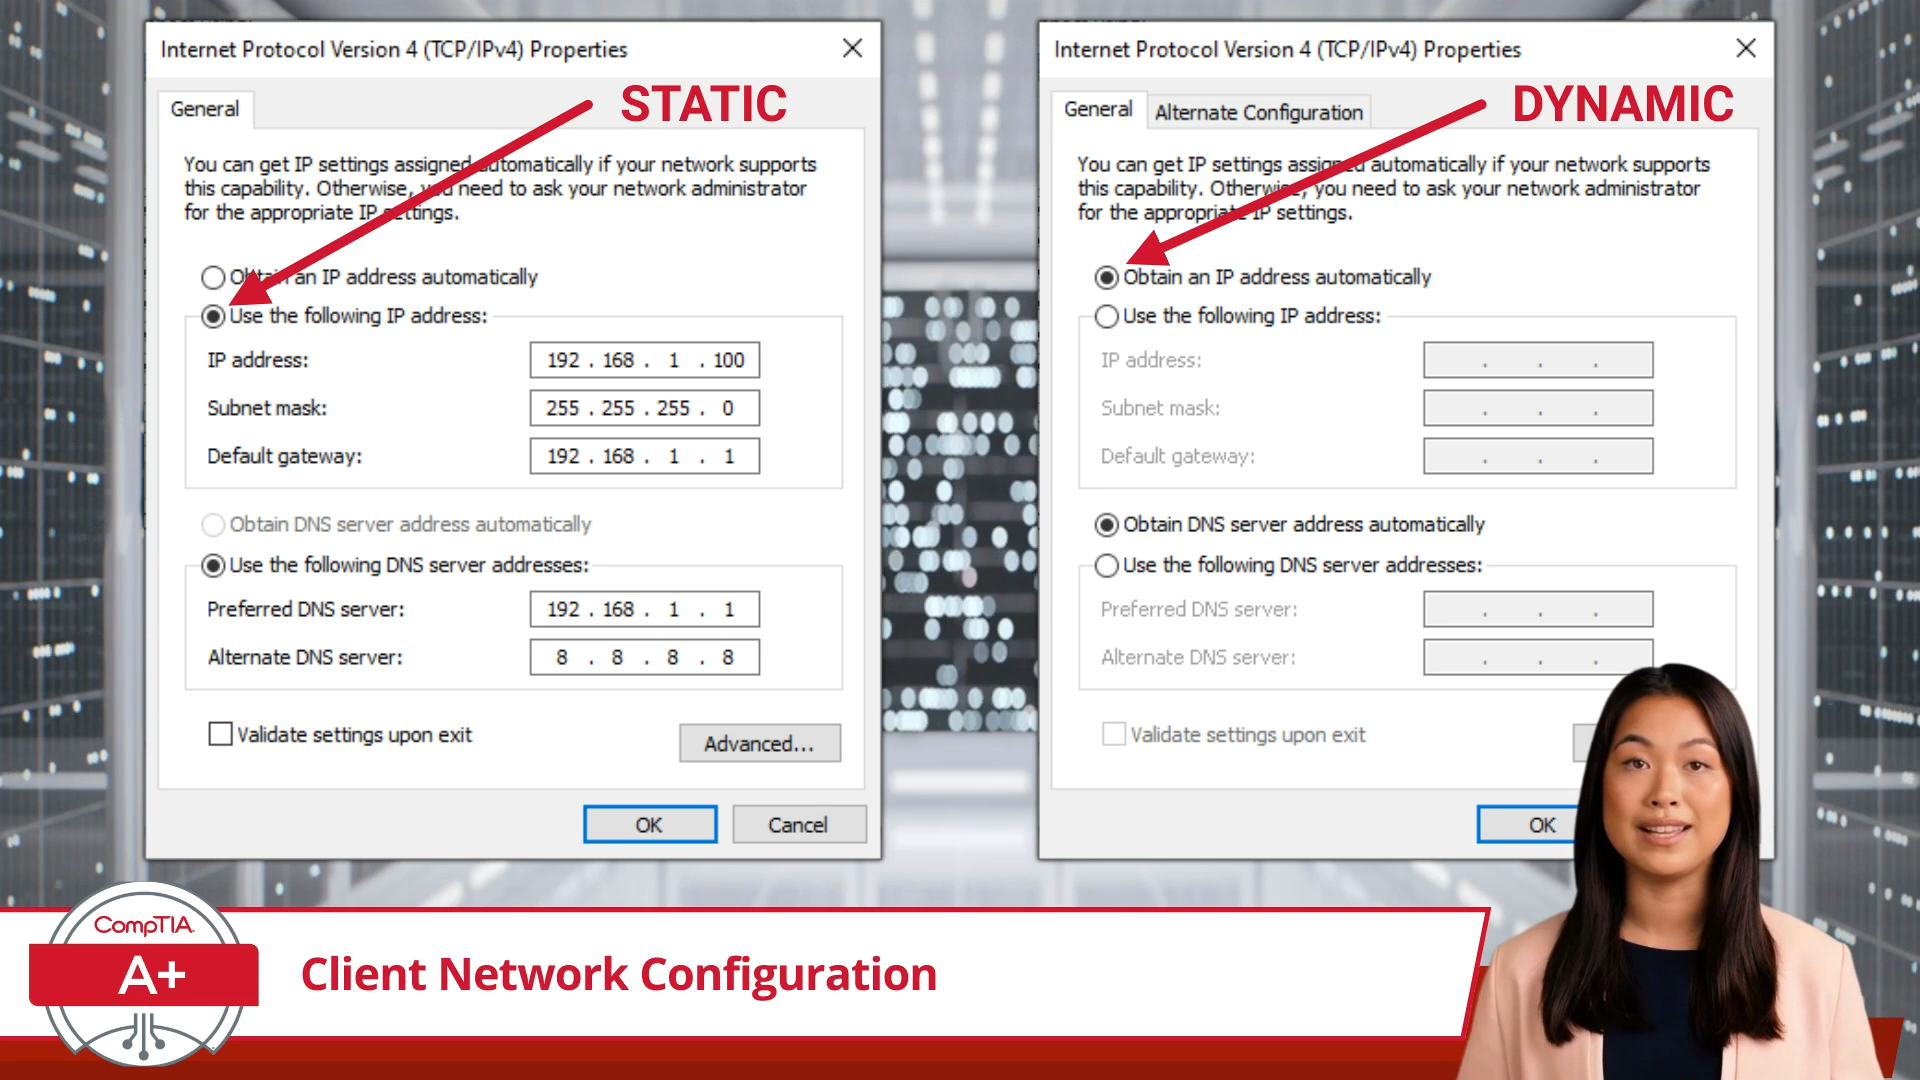 Internet Protocol Version 4 (TCP/IPv4) Properties
STATIC
General
You can get IP settings assigned automatically if your network supports
this capability. Otherwise, you need to ask your network administrator
for the appropriate IP settings.
Obtain an IP address automatically
Use the following IP address:
IP address: 192 . 168 . 1 . 100
Subnet mask: 255 . 255 . 255 . 0
Default gateway: 192 . 168 . 1 . 1
Obtain DNS server address automatically
Use the following DNS server addresses:
Preferred DNS server: 192 . 168 . 1 . 1
Alternate DNS server: 8 . 8 . 8 . 8
Validate settings upon exit
Advanced...
OK Cancel
Internet Protocol Version 4 (TCP/IPv4) Properties
DYNAMIC
General Alternate Configuration
You can get IP settings assigned automatically if your network supports
this capability. Otherwise, you need to ask your network administrator
for the appropriate IP settings.
Obtain an IP address automatically
Use the following IP address:
IP address: . . .
Subnet mask: . . .
Default gateway: . . .
Obtain DNS server address automatically
Use the following DNS server addresses:
Preferred DNS server: . . .
Alternate DNS server: . . .
Validate settings upon exit
OK
CompTIA.
A+
Client Network Configuration